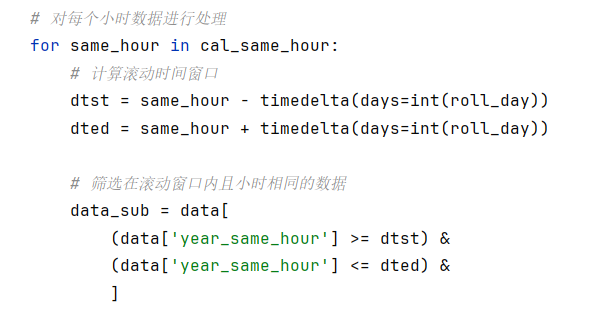 # 对每个小时数据进行处理
for same_hour in cal_same_hour:
    # 计算滚动时间窗口
    dtst = same_hour - timedelta(days=int(roll_day))
    dted = same_hour + timedelta(days=int(roll_day))

    # 筛选在滚动窗口内且小时相同的数据
    data_sub = data[
        (data['year_same_hour'] >= dtst) &
        (data['year_same_hour'] <= dted) &
        ]